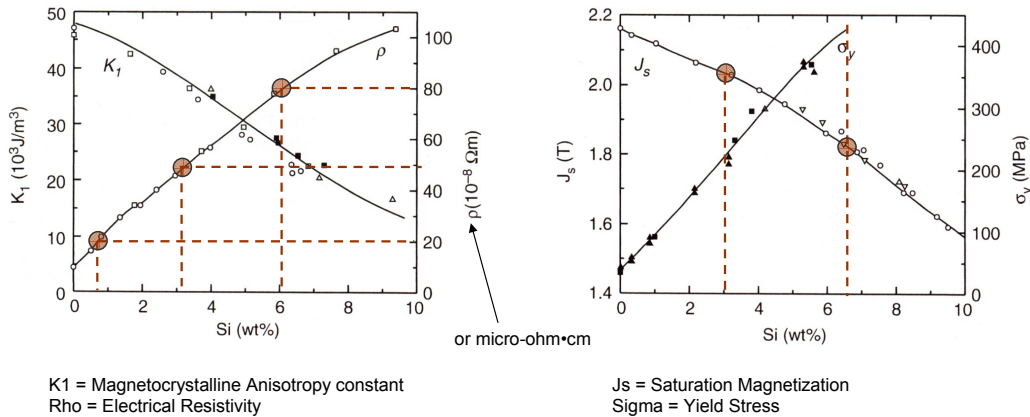 50
40
30
20
10
0
K₁ (10³J/m³)
K₁
ρ
100
80
60
40
20
0
ρ(10⁻⁸ Ωm)
0 2 4 6 8 10
Si (wt%)
or micro-ohm•cm
K1 = Magnetocrystalline Anisotropy constant
Rho = Electrical Resistivity
2.2
2.0
1.8
1.6
1.4
Jₛ (T)
Jₛ
σy
400
300
200
100
0
σᵥ (MPa)
0 2 4 6 8 10
Si (wt%)
Js = Saturation Magnetization
Sigma = Yield Stress